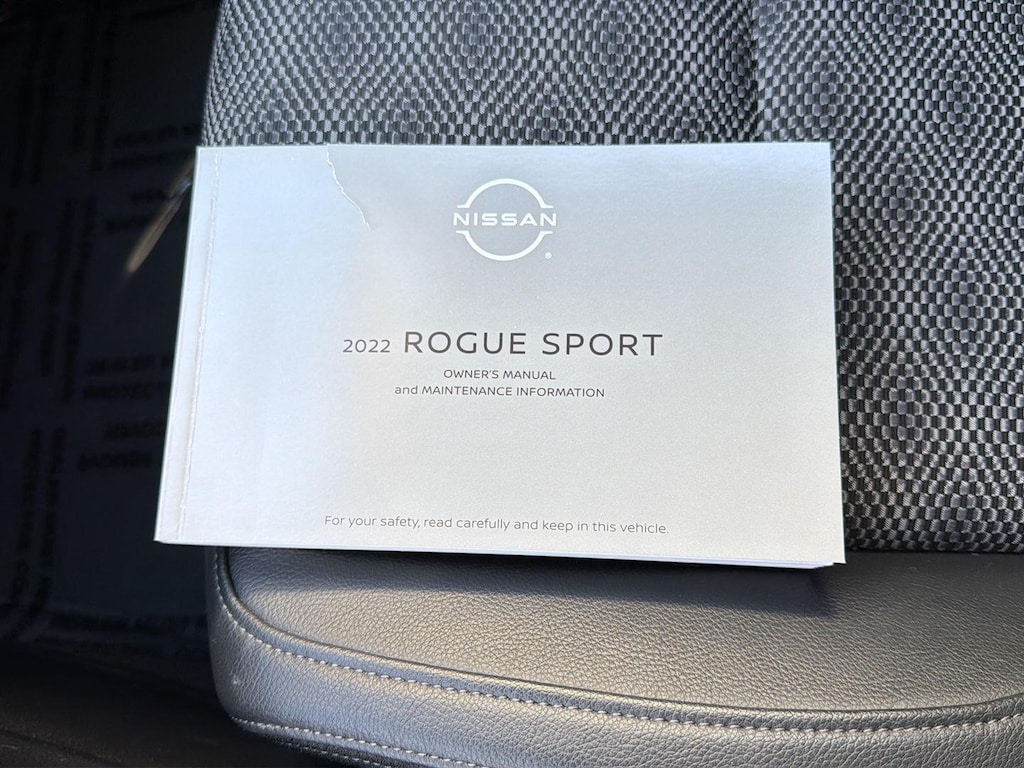 NISSAN
2022 ROGUE SPORT
OWNER'S MANUAL
and MAINTENANCE INFORMATION
For your safety, read carefully and keep in this vehicle.